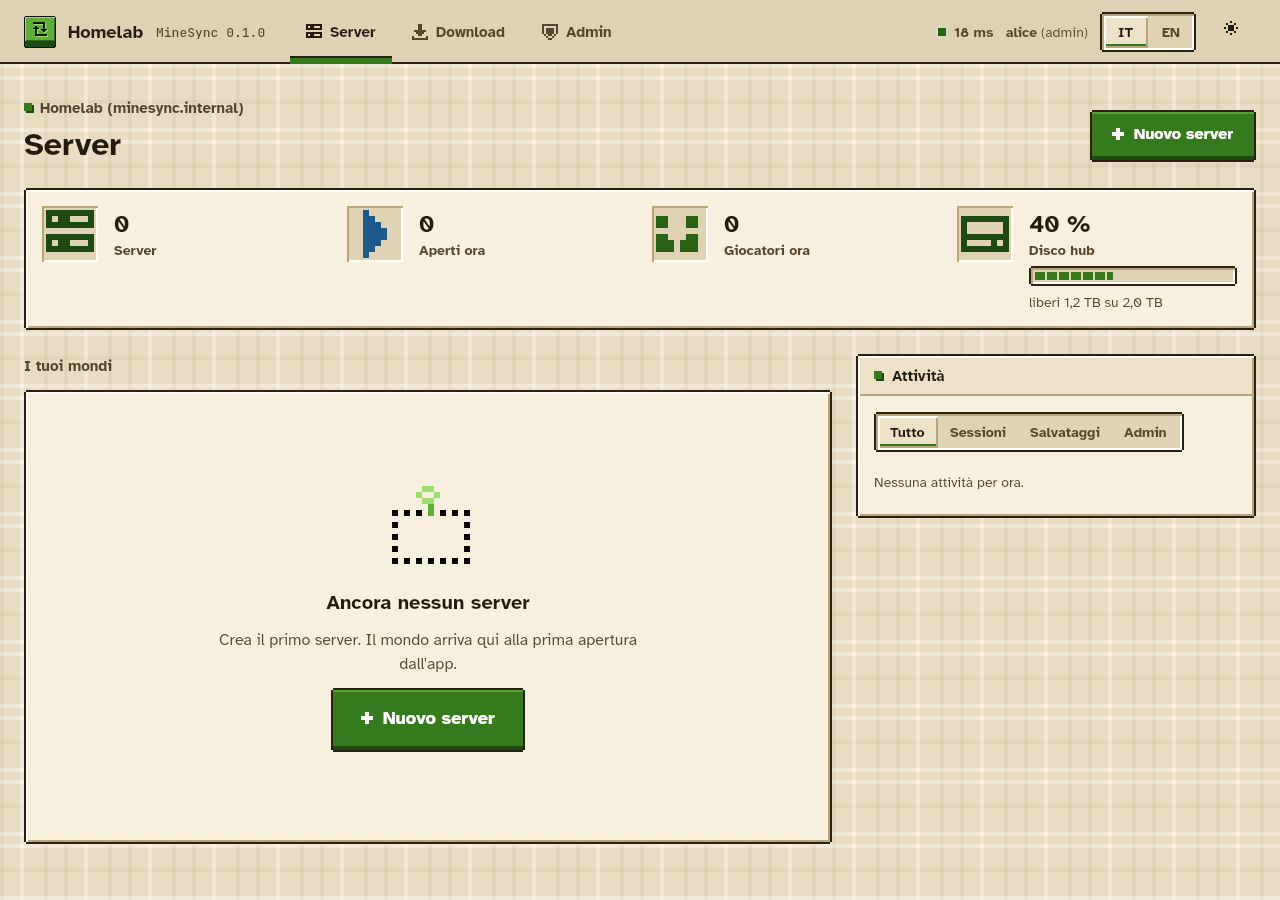 Homelab MineSync 0.1.0 Server Download Admin 18 ms alice (admin) IT EN
Homelab (minesync.internal)
Server
Nuovo server
0
Server
0
Aperti ora
0
Giocatori ora
40 %
Disco hub
liberi 1,2 TB su 2,0 TB
I tuoi mondi
Ancora nessun server
Crea il primo server. Il mondo arriva qui alla prima apertura
dall'app.
Nuovo server
Attività
Tutto Sessioni Salvataggi Admin
Nessuna attività per ora.